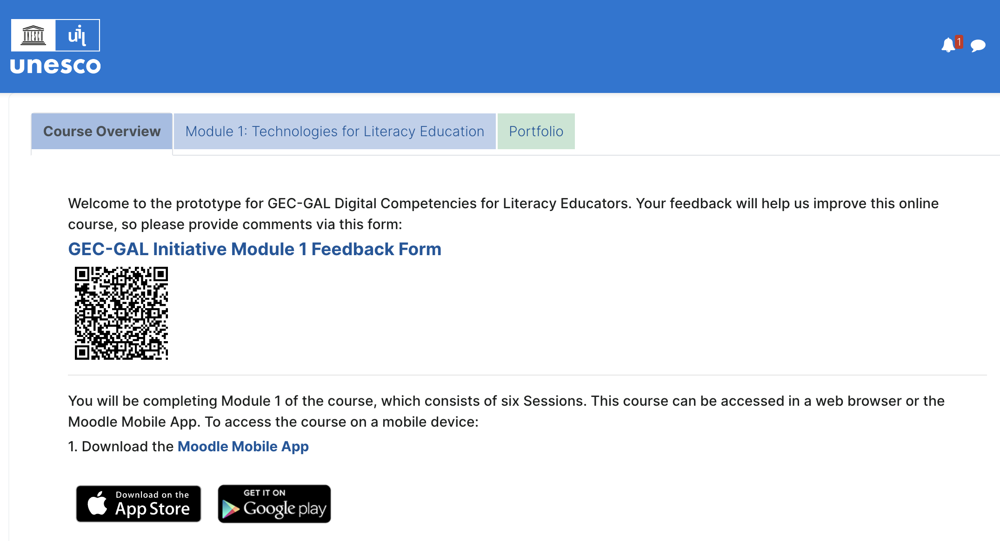 UNESCO
uil
unesco
1
Course Overview
Module 1: Technologies for Literacy Education
Portfolio
Welcome to the prototype for GEC-GAL Digital Competencies for Literacy Educators. Your feedback will help us improve this online
course, so please provide comments via this form:
GEC-GAL Initiative Module 1 Feedback Form
You will be completing Module 1 of the course, which consists of six Sessions. This course can be accessed in a web browser or the
Moodle Mobile App. To access the course on a mobile device:
1. Download the Moodle Mobile App
Download on the
App Store
GET IT ON
Google play